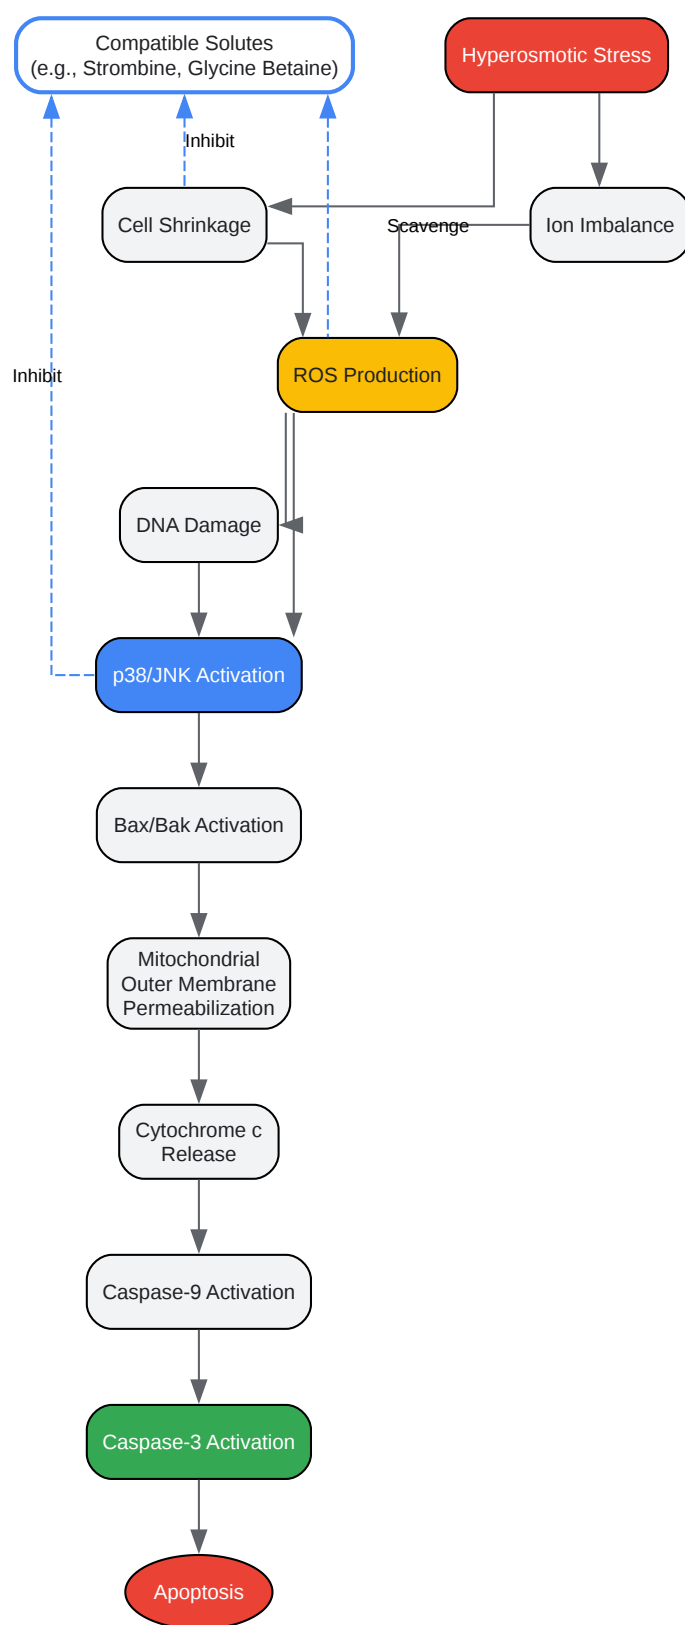 Compatible Solutes
(e.g., Strombine, Glycine Betaine)
Hyperosmotic Stress
Inhibit
Cell Shrinkage
Scavenge
Ion Imbalance
Inhibit
ROS Production
DNA Damage
p38/JNK Activation
Bax/Bak Activation
Mitochondrial
Outer Membrane
Permeabilization
Cytochrome c
Release
Caspase-9 Activation
Caspase-3 Activation
Apoptosis